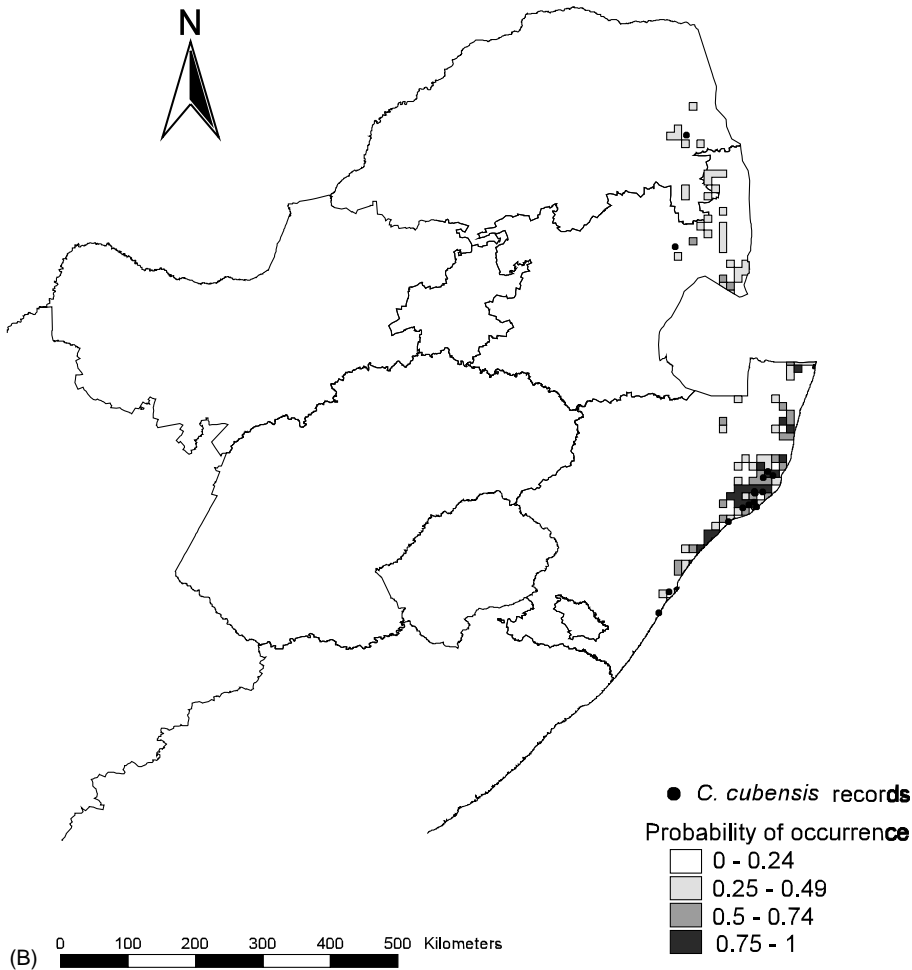 N
C. cubensis records
Probability of occurrence
0 - 0.24
0.25 - 0.49
0.5 - 0.74
0.75 - 1
(B) 0 100 200 300 400 500 Kilometers